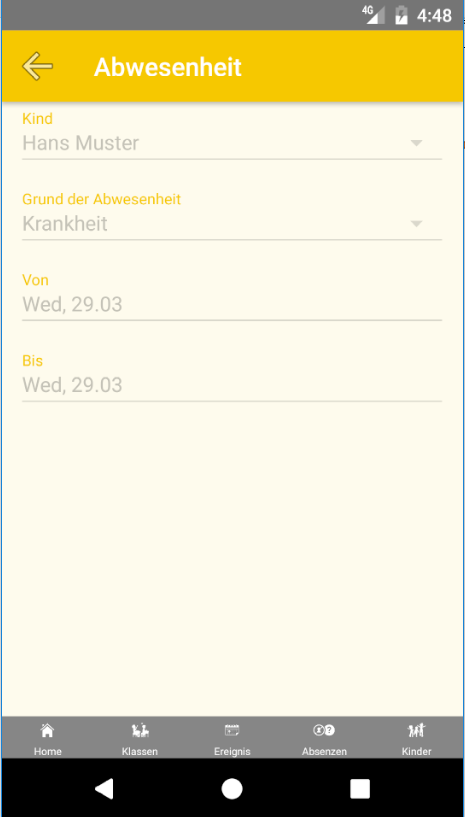 4G 4:48
Abwesenheit
Kind
Hans Muster
Grund der Abwesenheit
Krankheit
Von
Wed, 29.03
Bis
Wed, 29.03
Home Klassen Ereignis Absenzen Kinder